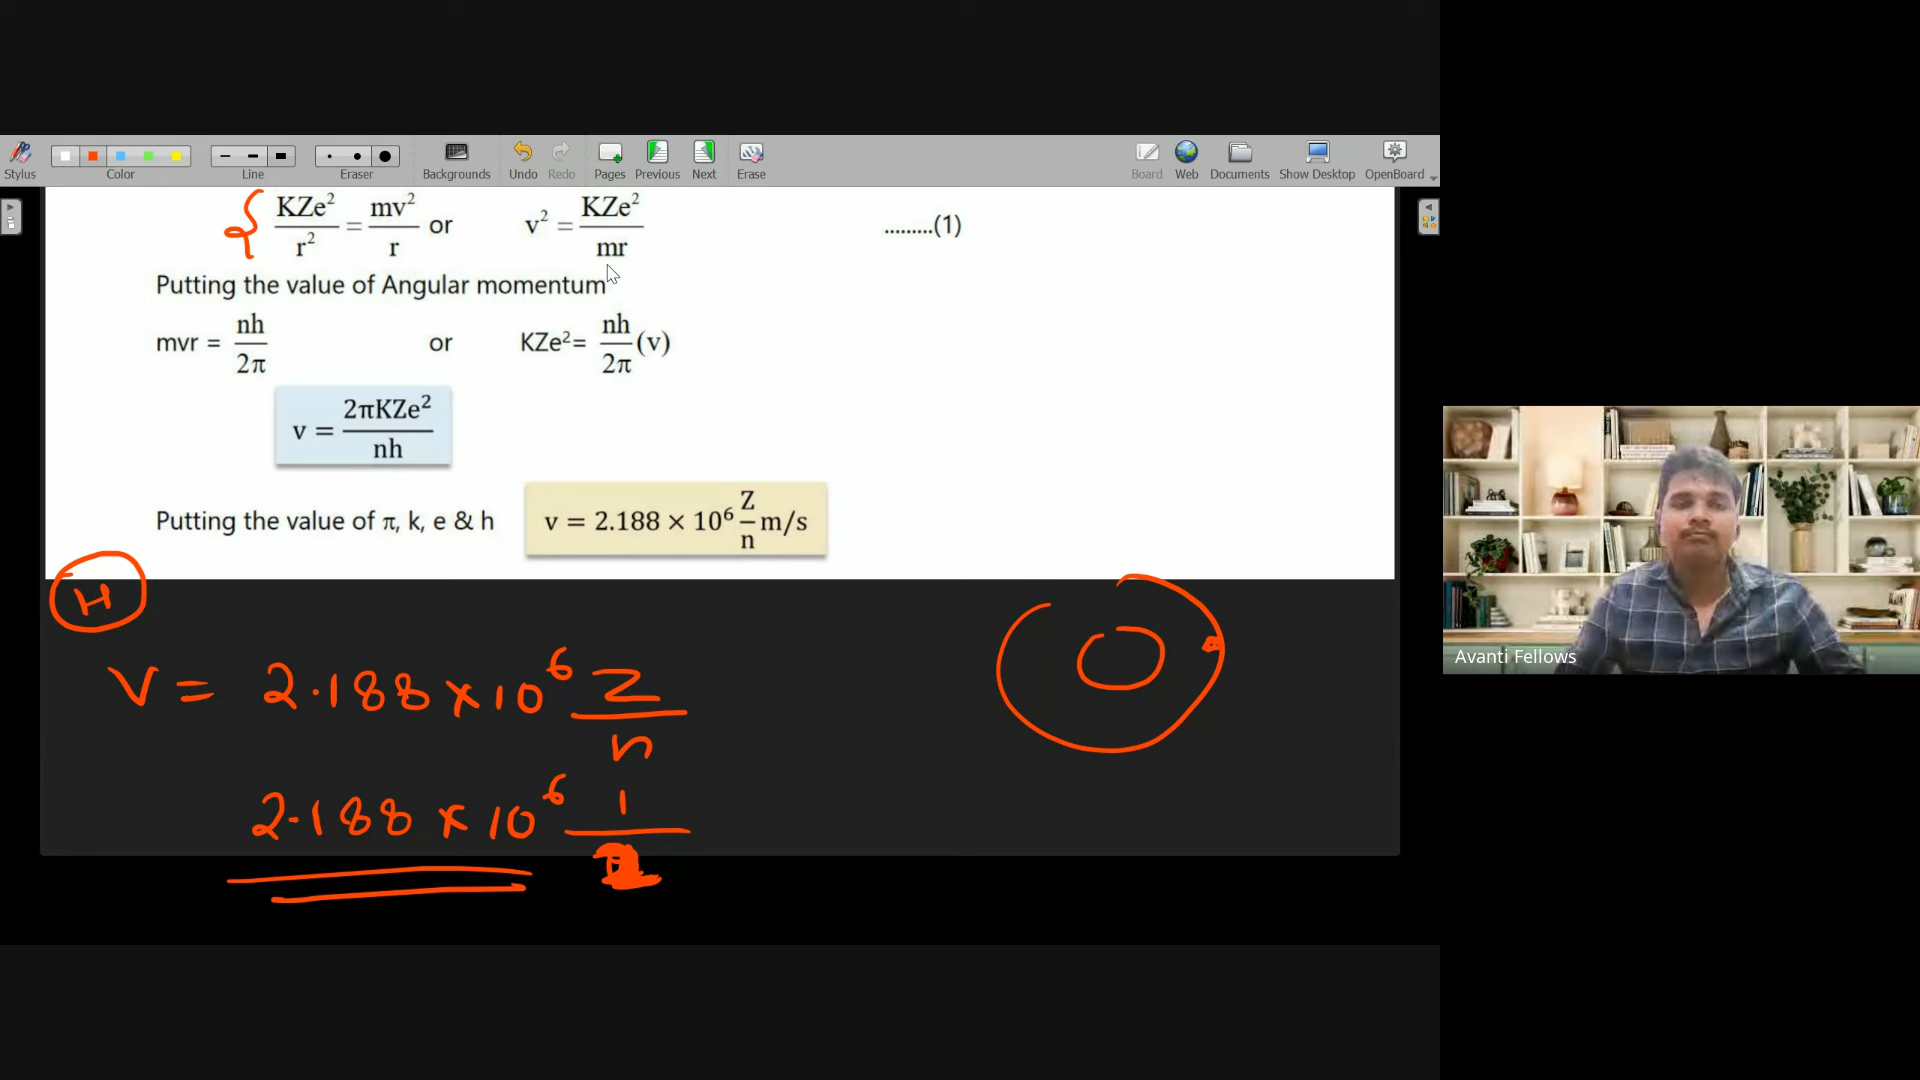 Stylus Color Line Eraser Backgrounds Undo Redo Pages Previous Next Erase Board Web Documents Show Desktop OpenBoard
KZe²/r² = mv²/r or v² = KZe²/mr .........(1)
Putting the value of Angular momentum
mvr = nh/2π or KZe²= nh/2π (v)
v = 2πKZe²/nh
Putting the value of π, k, e & h v = 2.188 × 10⁶ Z/n m/s
H
V = 2.188 × 10⁶ Z/n
2.188 × 10⁶ 1/
Avanti Fellows